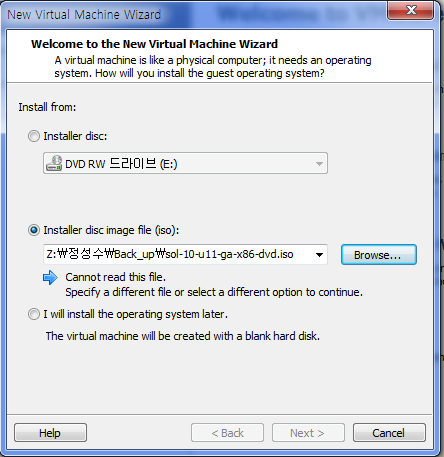 New Virtual Machine Wizard
Welcome to the New Virtual Machine Wizard
A virtual machine is like a physical computer; it needs an operating
system. How will you install the guest operating system?
Install from:
Installer disc:
DVD RW 드라이브 (E:)
Installer disc image file (iso):
Z:₩정성수₩Back_up₩sol-10-u11-ga-x86-dvd.iso
Browse...
Cannot read this file.
Specify a different file or select a different option to continue.
I will install the operating system later.
The virtual machine will be created with a blank hard disk.
Help
< Back
Next >
Cancel